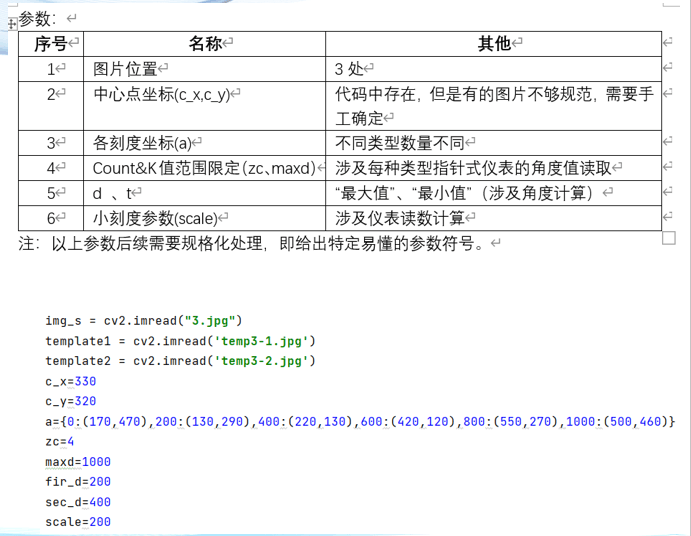 参数：
序号 名称 其他
1 图片位置 3 处
2 中心点坐标(c_x,c_y) 代码中存在，但是有的图片不够规范，需要手
工确定
3 各刻度坐标(a) 不同类型数量不同
4 Count&K 值范围限定（zc、maxd） 涉及每种类型指针式仪表的角度值读取
5 d 、t “最大值”、“最小值”（涉及角度计算）
6 小刻度参数(scale) 涉及仪表读数计算
注：以上参数后续需要规格化处理，即给出特定易懂的参数符号。
img_s = cv2.imread("3.jpg")
template1 = cv2.imread('temp3-1.jpg')
template2 = cv2.imread('temp3-2.jpg')
c_x=330
c_y=320
a={0:(170,470),200:(130,290),400:(220,130),600:(420,120),800:(550,270),1000:(500,460)}
zc=4
maxd=1000
fir_d=200
sec_d=400
scale=200